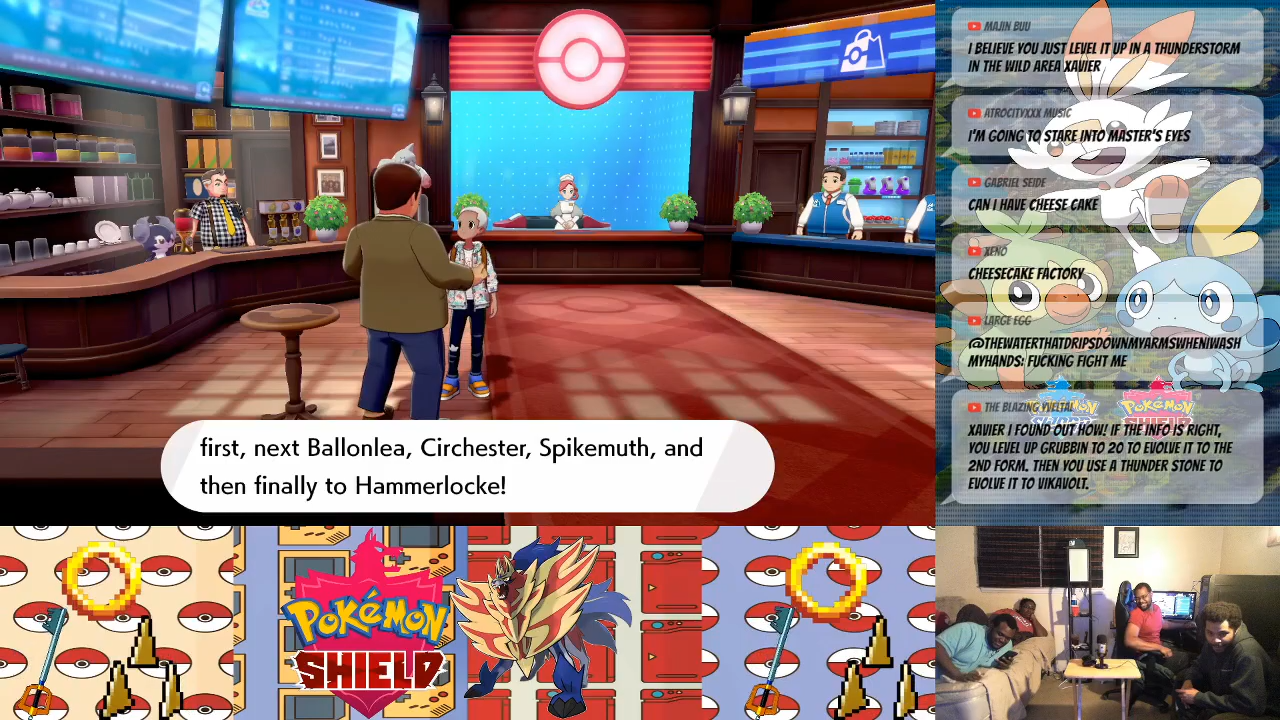 first, next Ballonlea, Circhester, Spikemuth, and
then finally to Hammerlocke!
MAJIN BUU
I BELIEVE YOU JUST LEVEL IT UP IN A THUNDERSTORM
IN THE WILD AREA XAVIER
ATROCITYXXX MUSIC
I'M GOING TO STARE INTO MASTER'S EYES
GABRIEL SEIDE
CAN I HAVE CHEESE CAKE
XENO
CHEESECAKE FACTORY
LARGE EGG
@THEWATERTHATDRIPSDOWNMYARMSWHENIWASH
MYHANDS: FUCKING FIGHT ME
THE BLAZING
XAVIER I FOUND OUT HOW! IF THE INFO IS RIGHT,
YOU LEVEL UP GRUBBIN TO 20 TO EVOLVE IT TO THE
2ND FORM. THEN YOU USE A THUNDER STONE TO
EVOLVE IT TO VIKAVOLT.
POKéMON
SHIELD
POKéMON
SHIELD